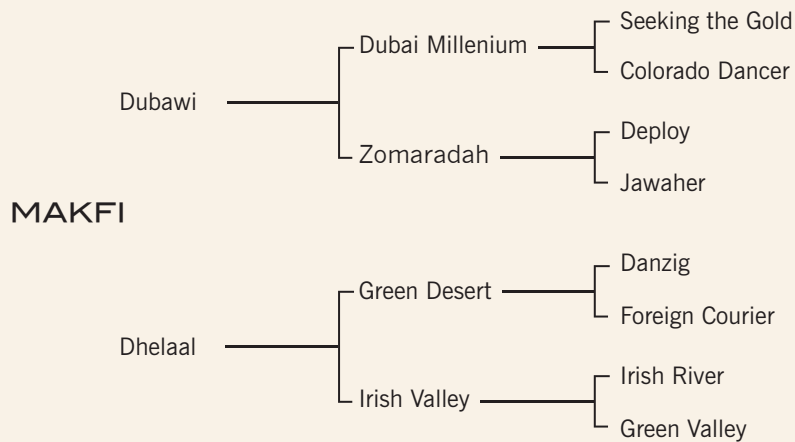 Seeking the Gold
Dubai Millenium
Colorado Dancer
Dubawi
Deploy
Zomaradah
Jawaher
MAKFI
Danzig
Green Desert
Foreign Courier
Dhelaal
Irish River
Irish Valley
Green Valley